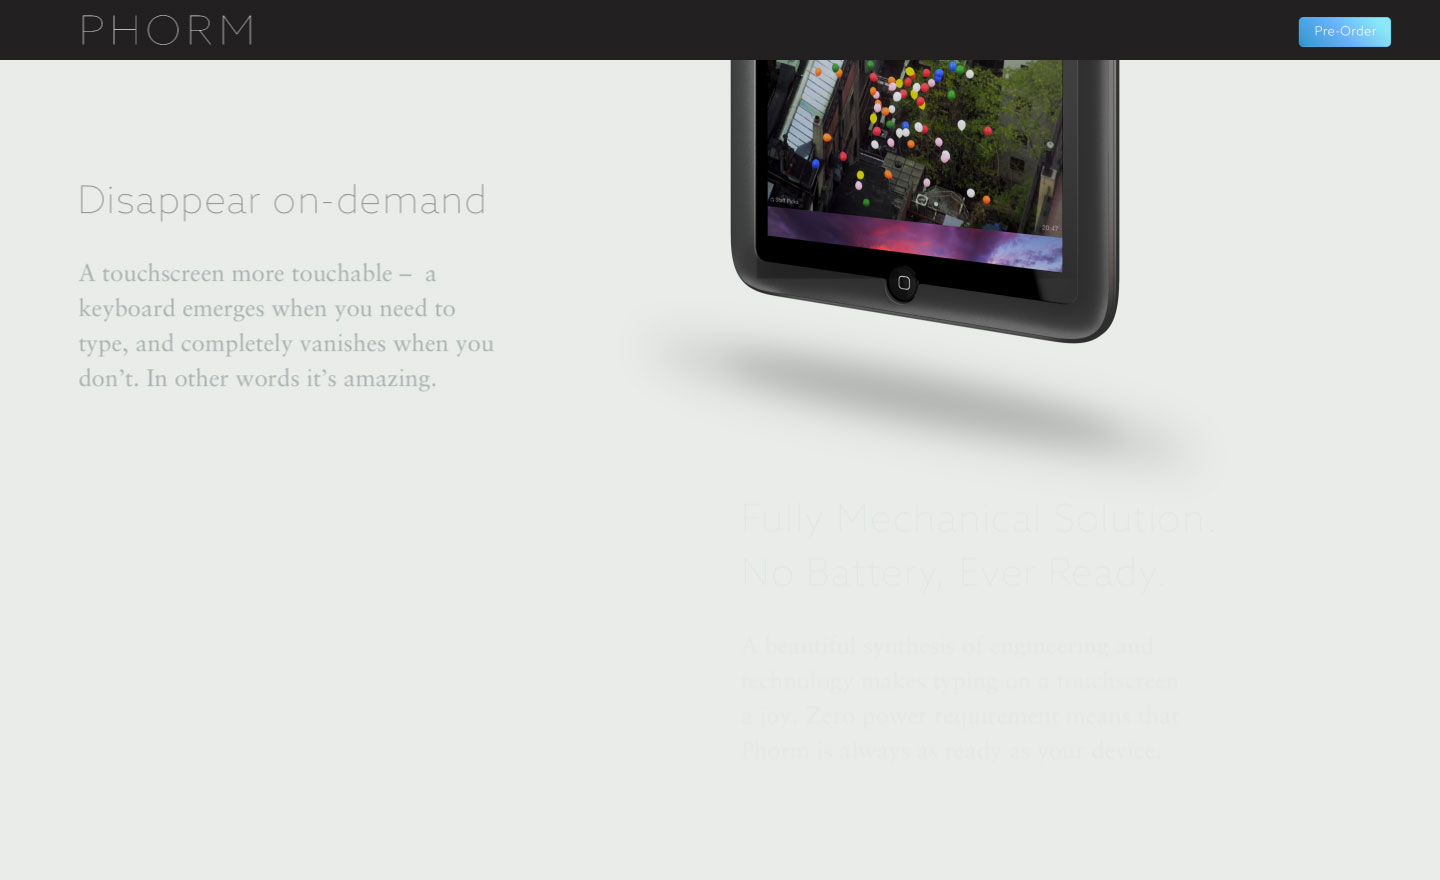 PHORM
Pre-Order
20:47
Disappear on-demand
A touchscreen more touchable – a
keyboard emerges when you need to
type, and completely vanishes when you
don’t. In other words it’s amazing.
Fully Mechanical Solution.
No Battery, Ever Ready.
A beautiful synthesis of engineering and
technology makes typing on a touchscreen
a joy. Zero power requirement means that
Phorm is always as ready as your device.